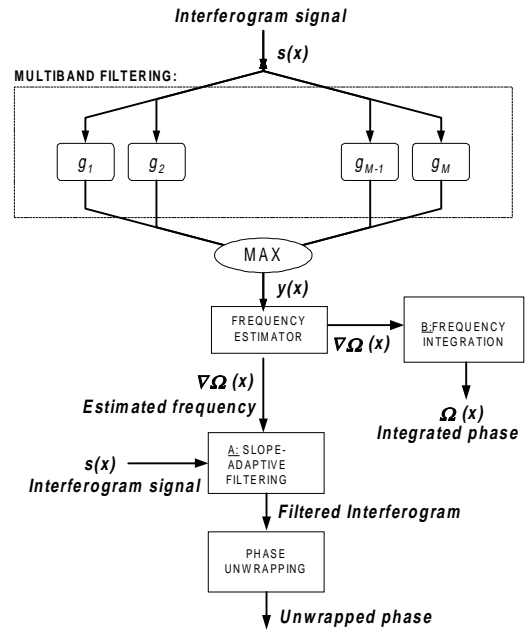 Interferogram signal
s(x)
MULTIBAND FILTERING:
g1 g2 gM-1 gM
MAX
y(x)
FREQUENCY
ESTIMATOR
∇Ω(x)
B:FREQUENCY
INTEGRATION
∇Ω (x)
Estimated frequency
Ω (x)
Integrated phase
s(x)
Interferogram signal
A: SLOPE-
ADAPTIVE
FILTERING
Filtered Interferogram
PHASE
UNWRAPPING
Unwrapped phase